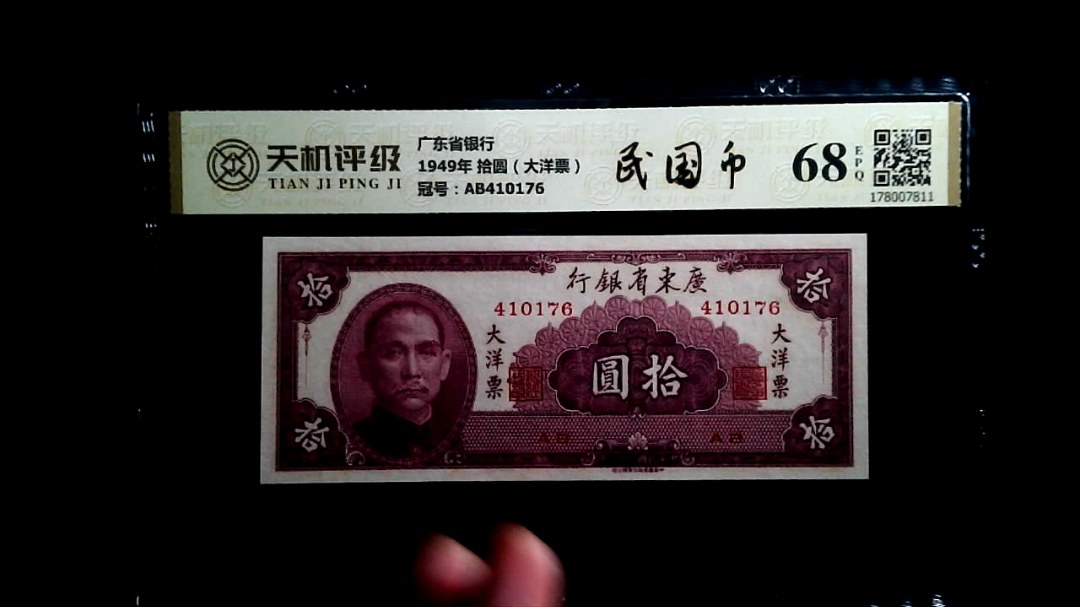 天机评级
TIAN JI PING JI
广东省银行
1949年 拾圆（大洋票）
冠号：AB410176
民国币
68
EPQ
178007811
行銀省東廣
410176 410176
拾 拾
大洋票 大洋票
圓拾
拾 拾
AB AB